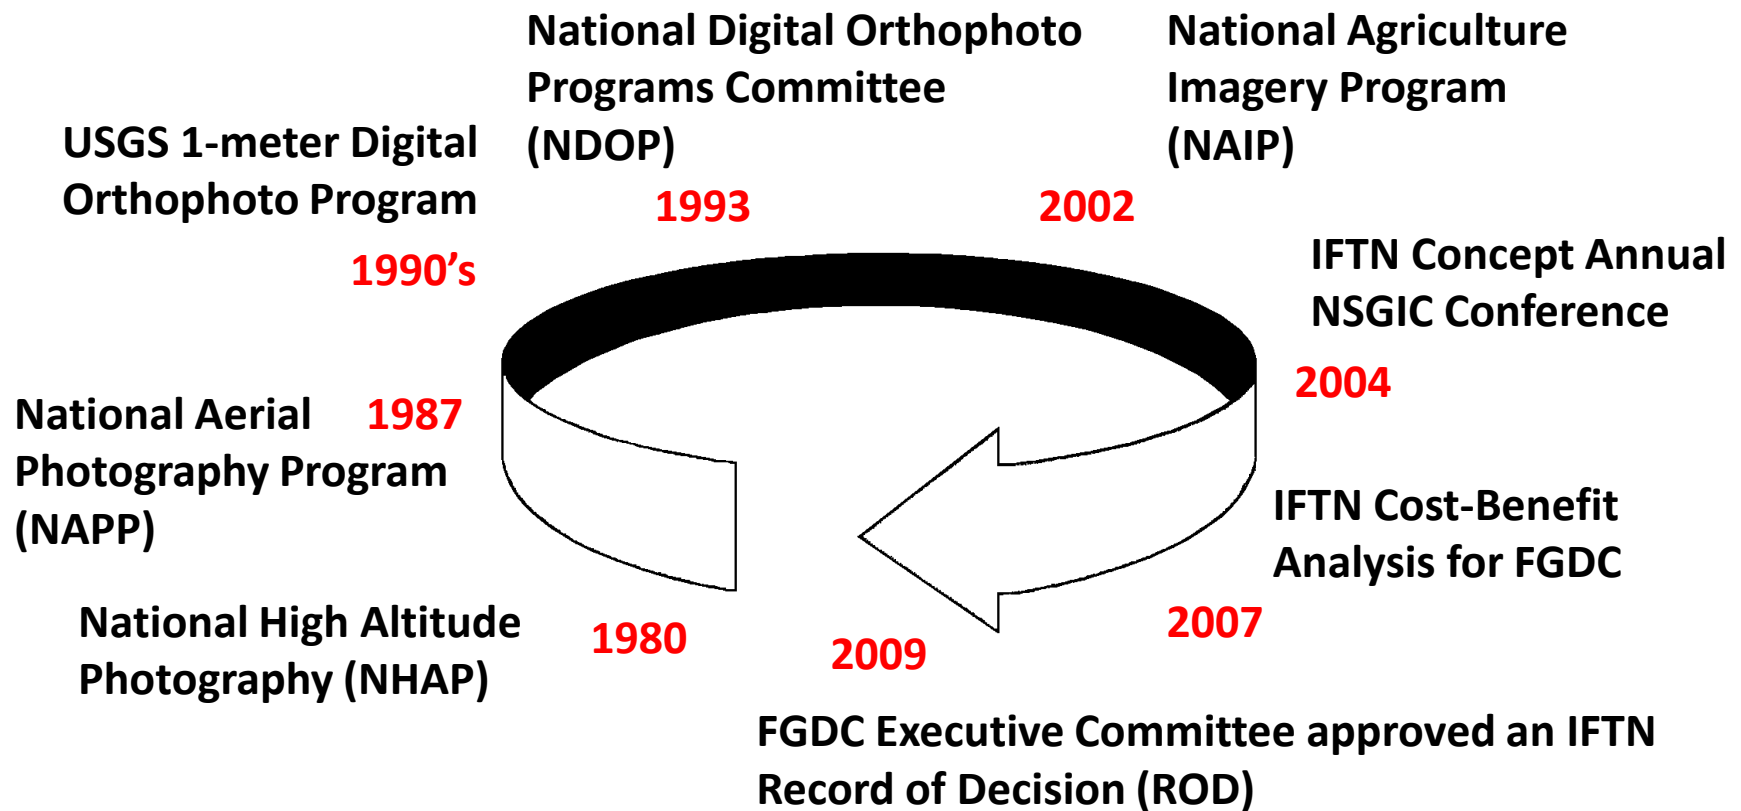 National Digital Orthophoto
Programs Committee
(NDOP)
1993
National Agriculture
Imagery Program
(NAIP)
2002
USGS 1-meter Digital
Orthophoto Program
1990's
IFTN Concept Annual
NSGIC Conference
2004
National Aerial
1987
Photography Program
(NAPP)
IFTN Cost-Benefit
Analysis for FGDC
2007
National High Altitude
Photography (NHAP)
1980
2009
FGDC Executive Committee approved an IFTN
Record of Decision (ROD)